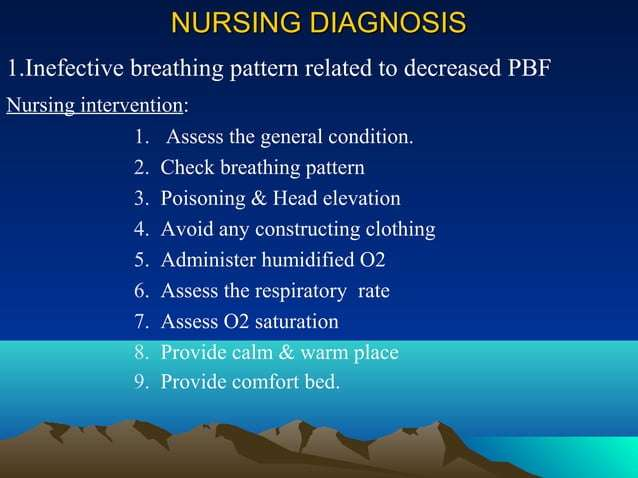 NURSING DIAGNOSIS
1.Inefective breathing pattern related to decreased PBF
Nursing intervention:
1. Assess the general condition.
2. Check breathing pattern
3. Poisoning & Head elevation
4. Avoid any constructing clothing
5. Administer humidified O2
6. Assess the respiratory rate
7. Assess O2 saturation
8. Provide calm & warm place
9. Provide comfort bed.